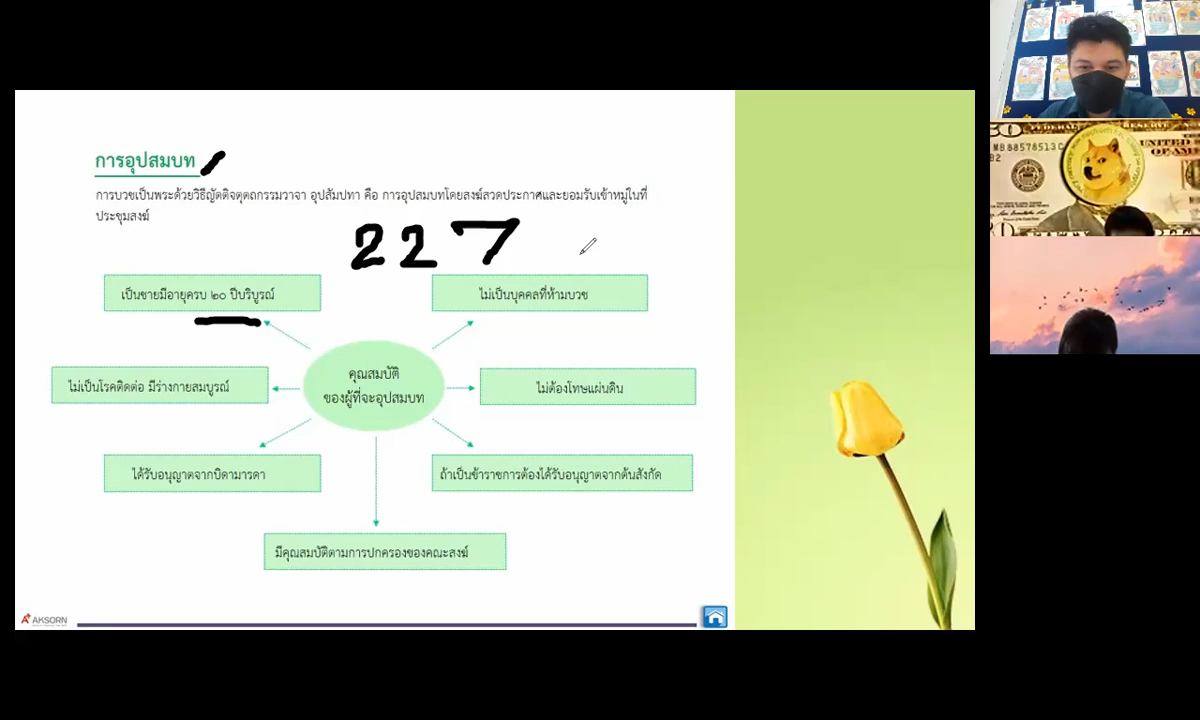 การอุปสมบท
การบวชเป็นพระด้วยวิธีญัตติจตุตถกรรมวาจา อุปสัมปทา คือ การอุปสมบทโดยสงฆ์สวดประกาศและยอมรับเข้าหมู่ในที่
ประชุมสงฆ์
227
เป็นชายมีอายุครบ ๒๐ ปีบริบูรณ์
ไม่เป็นบุคคลที่ห้ามบวช
ไม่เป็นโรคติดต่อ มีร่างกายสมบูรณ์
คุณสมบัติ
ของผู้ที่จะอุปสมบท
ไม่ต้องโทษแผ่นดิน
ได้รับอนุญาตจากบิดามารดา
ถ้าเป็นข้าราชการต้องได้รับอนุญาตจากต้นสังกัด
มีคุณสมบัติตามการปกครองของคณะสงฆ์
AKSORN